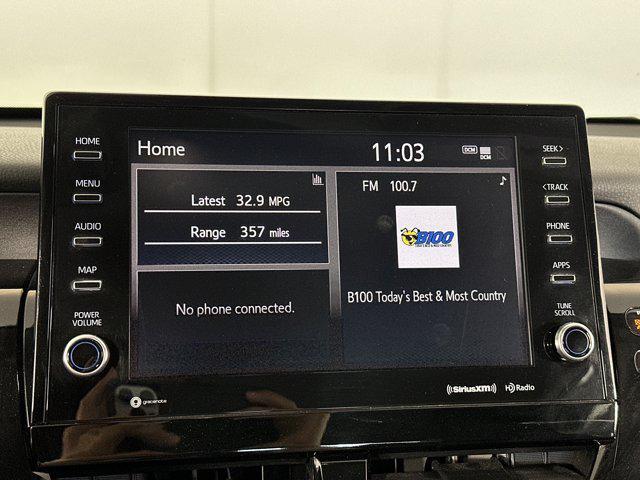 HOME
MENU
AUDIO
MAP
POWER
VOLUME
gracenote
Home
11:03
DCM
DCM
Latest 32.9 MPG
Range 357 miles
No phone connected.
FM 100.7
B100
B100 Today's Best & Most Country
SEEK >
< TRACK
PHONE
APPS
TUNE
SCROLL
((SiriusXM))
HD Radio